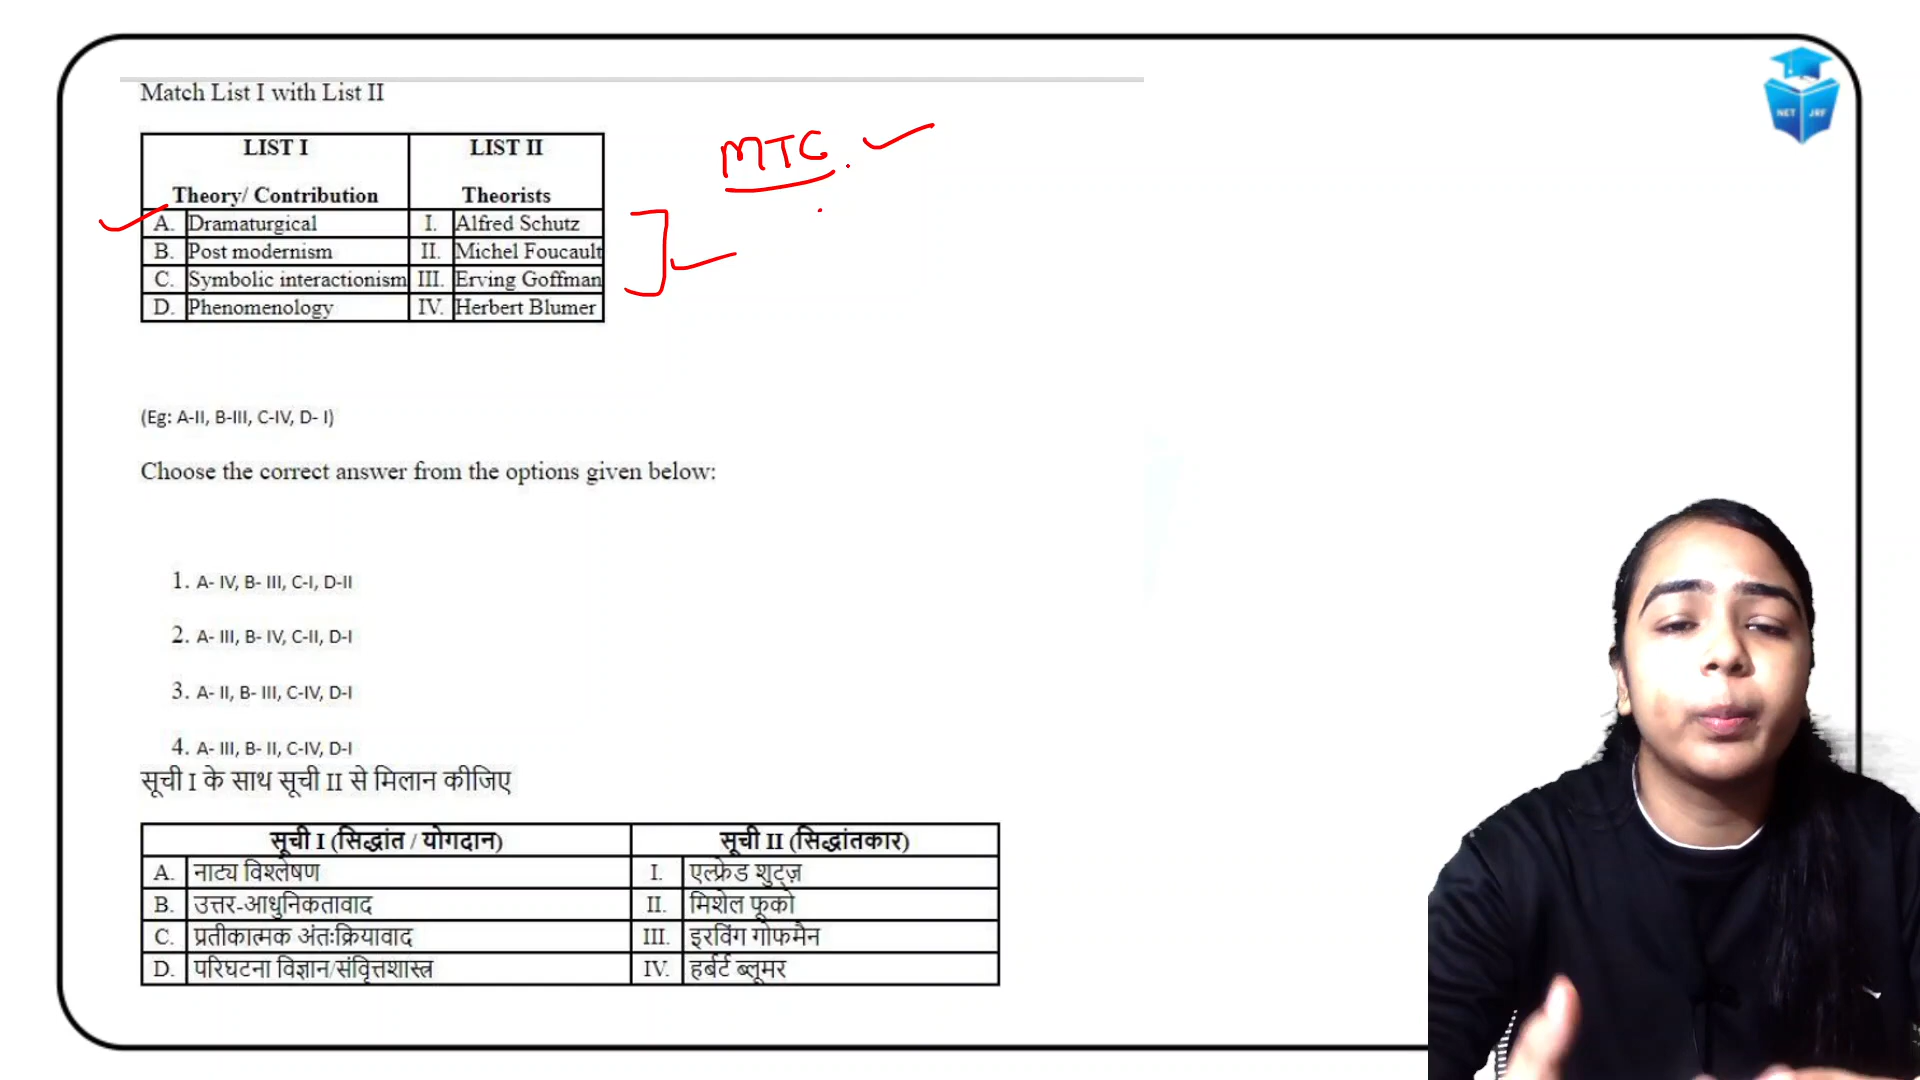 Match List I with List II
LIST I LIST II
Theory/ Contribution Theorists
A. Dramaturgical I. Alfred Schutz
B. Post modernism II. Michel Foucault
C. Symbolic interactionism III. Erving Goffman
D. Phenomenology IV. Herbert Blumer
MTC
NET JRF
(Eg: A-II, B-III, C-IV, D- I)
Choose the correct answer from the options given below:
1. A- IV, B- III, C-I, D-II
2. A- III, B- IV, C-II, D-I
3. A- II, B- III, C-IV, D-I
4. A- III, B- II, C-IV, D-I
सूची I के साथ सूची II से मिलान कीजिए
सूची I (सिद्धांत / योगदान) सूची II (सिद्धांतकार)
A. नाट्य विश्लेषण I. एल्फ्रेड शुट्ज़
B. उत्तर-आधुनिकतावाद II. मिशेल फूको
C. प्रतीकात्मक अंतःक्रियावाद III. इरविंग गोफमैन
D. परिघटना विज्ञान/संवृित्तशास्त्र IV. हर्बर्ट ब्लूमर